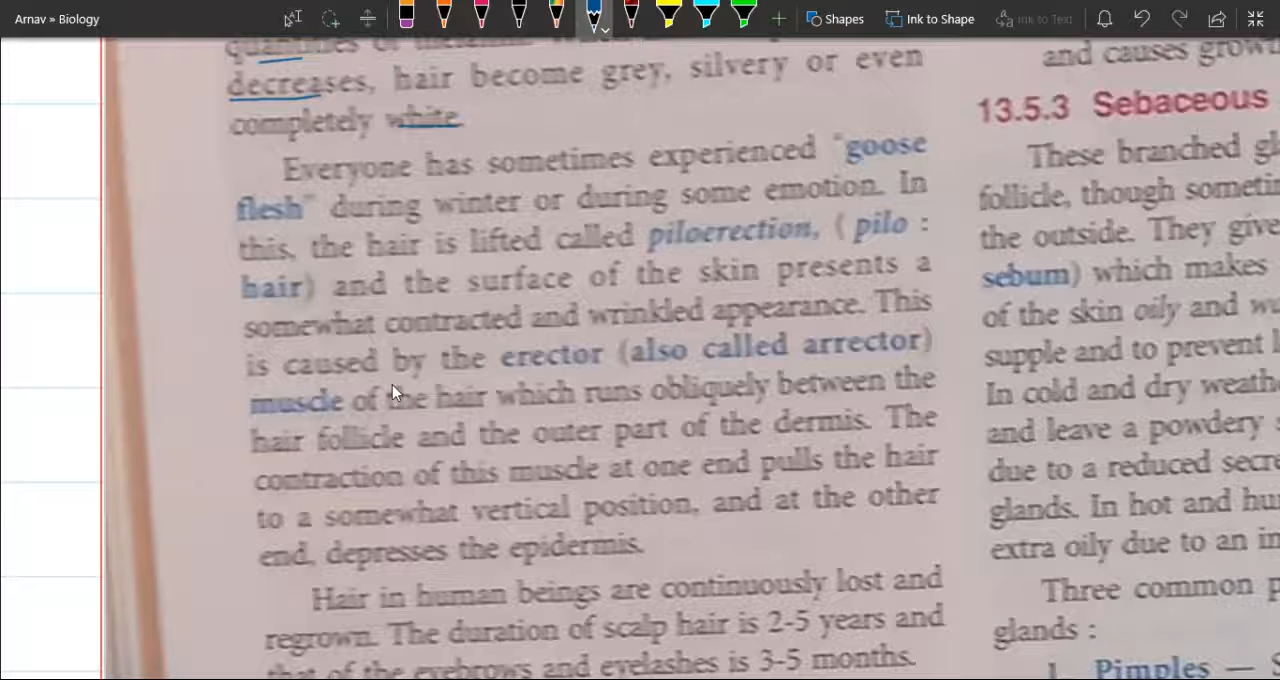 Arnav » Biology
Shapes
Ink to Shape
Ink to Text
quantities of melanin. When
decreases, hair become grey, silvery or even
completely white.
Everyone has sometimes experienced "goose
flesh" during winter or during some emotion. In
this, the hair is lifted called piloerection, ( pilo :
hair) and the surface of the skin presents a
somewhat contracted and wrinkled appearance. This
is caused by the erector (also called arrector)
muscle of the hair which runs obliquely between the
hair follicle and the outer part of the dermis. The
contraction of this muscle at one end pulls the hair
to a somewhat vertical position, and at the other
end, depresses the epidermis.
Hair in human beings are continuously lost and
regrown. The duration of scalp hair is 2-5 years and
that of the eyebrows and eyelashes is 3-5 months.
and causes growt
13.5.3 Sebaceous
These branched gl
follicle, though sometin
the outside. They give
sebum) which makes
of the skin oily and wa
supple and to prevent l
In cold and dry weath
and leave a powdery s
due to a reduced secre
glands. In hot and hu
extra oily due to an in
Three common p
glands :
1. Pimples — S